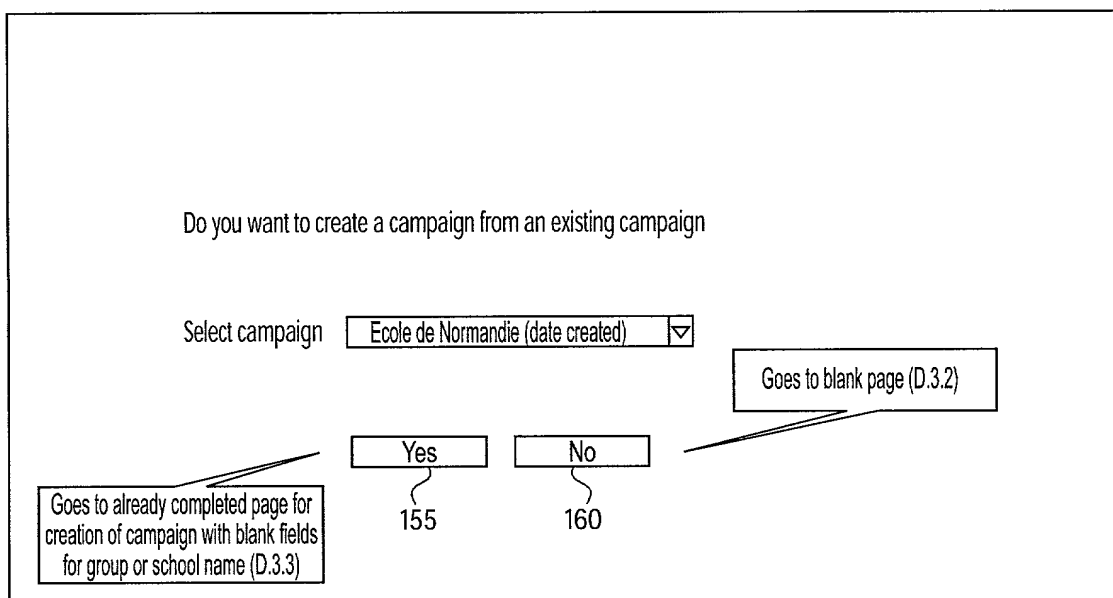 Do you want to create a campaign from an existing campaign
Select campaign Ecole de Normandie (date created)
Goes to blank page (D.3.2)
Yes No
155 160
Goes to already completed page for
creation of campaign with blank fields
for group or school name (D.3.3)